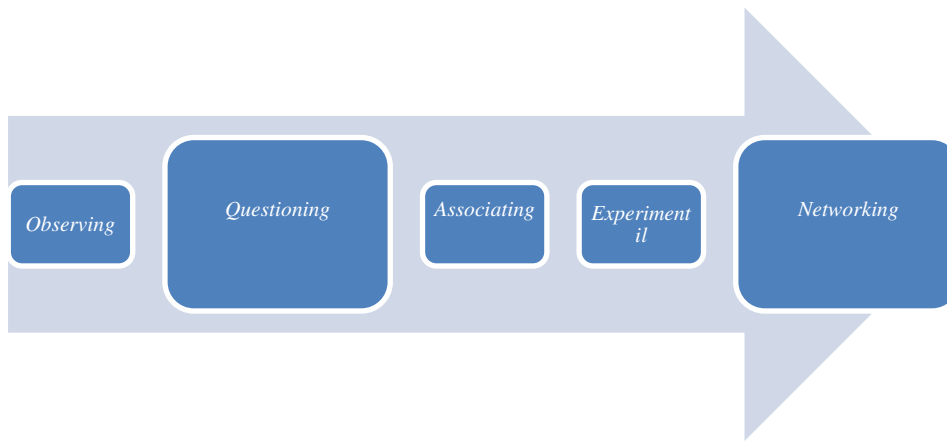 Observing
Questioning
Associating
Experiment
il
Networking